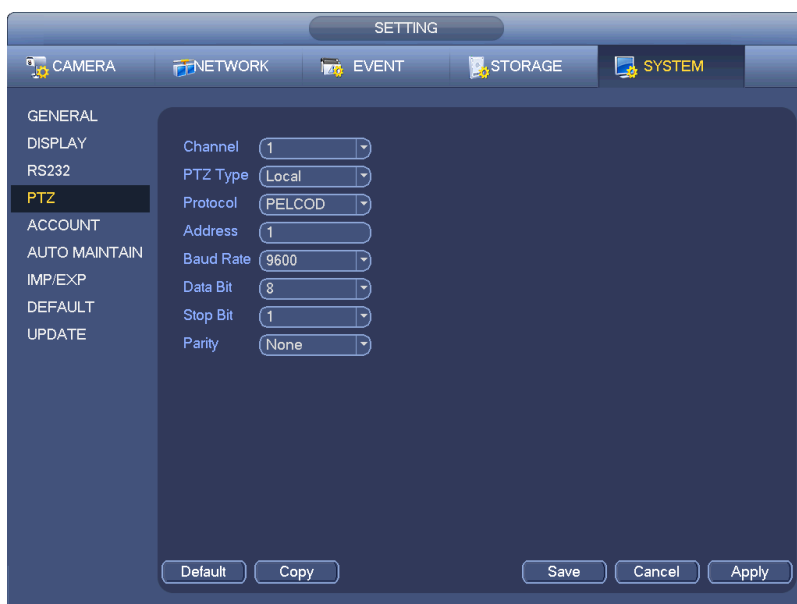 SETTING
CAMERA NETWORK EVENT STORAGE SYSTEM
GENERAL
DISPLAY
RS232
PTZ
ACCOUNT
AUTO MAINTAIN
IMP/EXP
DEFAULT
UPDATE
Channel 1
PTZ Type Local
Protocol PELCOD
Address 1
Baud Rate 9600
Data Bit 8
Stop Bit 1
Parity None
Default Copy Save Cancel Apply